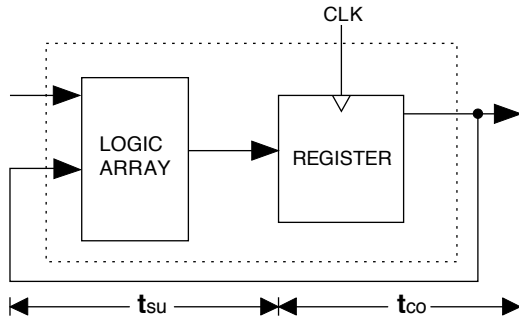 CLK
LOGIC
ARRAY
REGISTER
tsu
tco